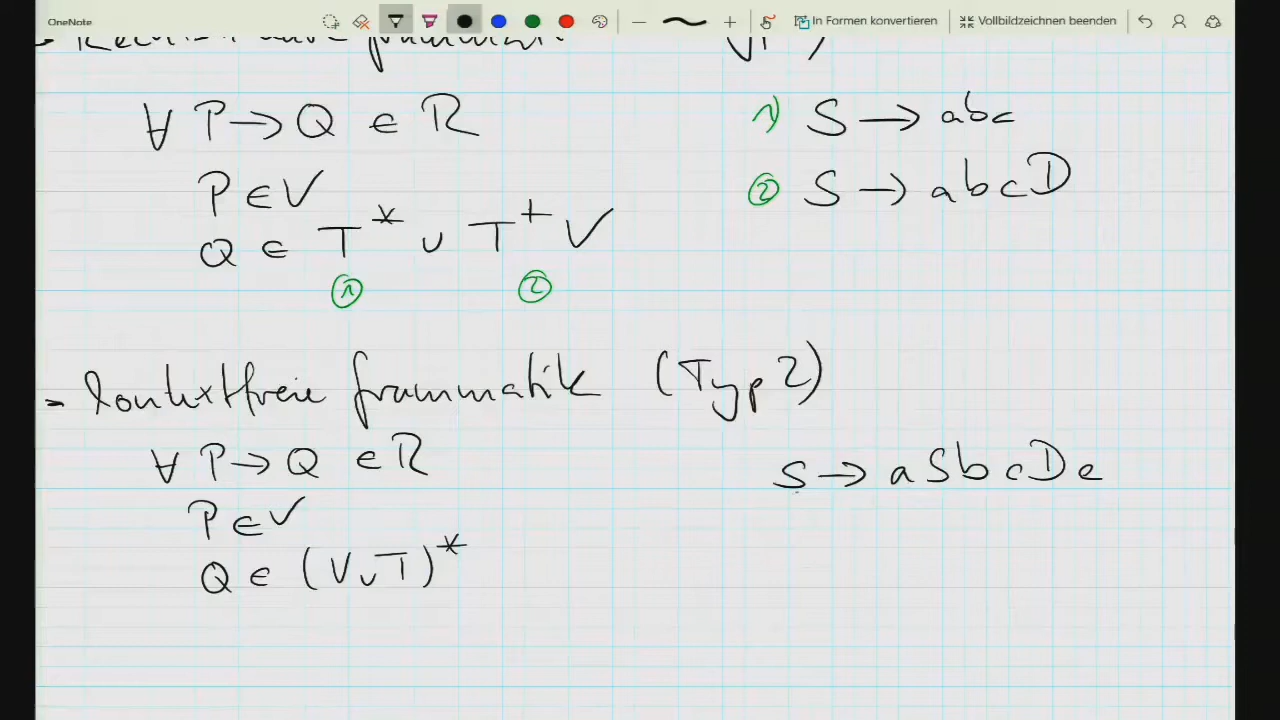 OneNote
In Formen konvertieren
Vollbildzeichnen beenden
∀ P → Q ∈ R
P ∈ V
Q ∈ T* ∪ T⁺ V
① ②
1) S → abc
② S → abcD
- kontextfreie Grammatik (Typ 2)
∀ P → Q ∈ R
P ∈ V
Q ∈ (V ∪ T)*
S → aSbcDe